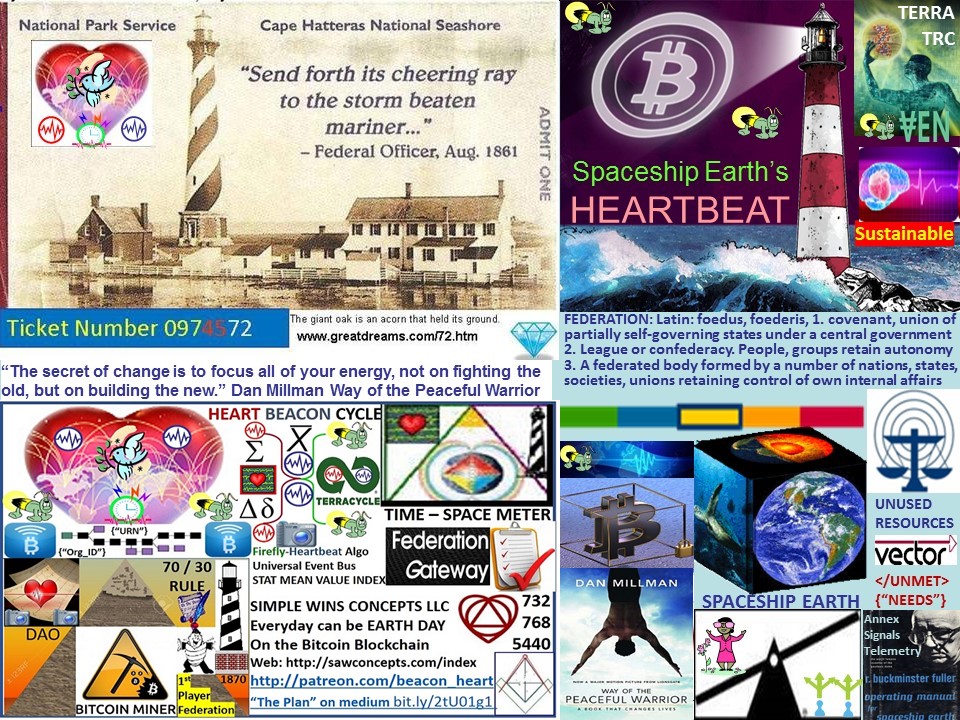 National Park Service
Cape Hatteras National Seashore
“Send forth its cheering ray
to the storm beaten
mariner...”
– Federal Officer, Aug. 1861
ADMIT ONE
Ticket Number 0974572
The giant oak is an acorn that held its ground.
www.greatdreams.com/72.htm
“The secret of change is to focus all of your energy, not on fighting the
old, but on building the new.” Dan Millman Way of the Peaceful Warrior
TERRA
TRC
∀EN
Spaceship Earth’s
HEARTBEAT
Sustainable
FEDERATION: Latin: foedus, foederis, 1. covenant, union of
partially self-governing states under a central government
2. League or confederacy. People, groups retain autonomy
3. A federated body formed by a number of nations, states,
societies, unions retaining control of own internal affairs
HEART BEACON CYCLE
Σ
X
Δ δ
TERRACYCLE
{“URN”}
{“Org_ID”}
Firefly-Heartbeat Algo
Universal Event Bus
STAT MEAN VALUE INDEX
TIME – SPACE METER
Federation
Gateway
70 / 30
RULE
DAO
BITCOIN MINER
1st
Player
Federation
1870
SIMPLE WINS CONCEPTS LLC
Everyday can be EARTH DAY
On the Bitcoin Blockchain
Web: http://sawconcepts.com/index
http://patreon.com/beacon_heart
“The Plan” on medium bit.ly/2tU01g1
732
768
5440
UNUSED
RESOURCES
vector
</UNMET>
{“NEEDS”}
SPACESHIP EARTH
DAN MILLMAN
WAY OF THE
PEACEFUL WARRIOR
A BOOK THAT CHANGES LIVES
Annex
Signals
Telemetry
r. buckminster fuller
operating manual
for
spaceship earth